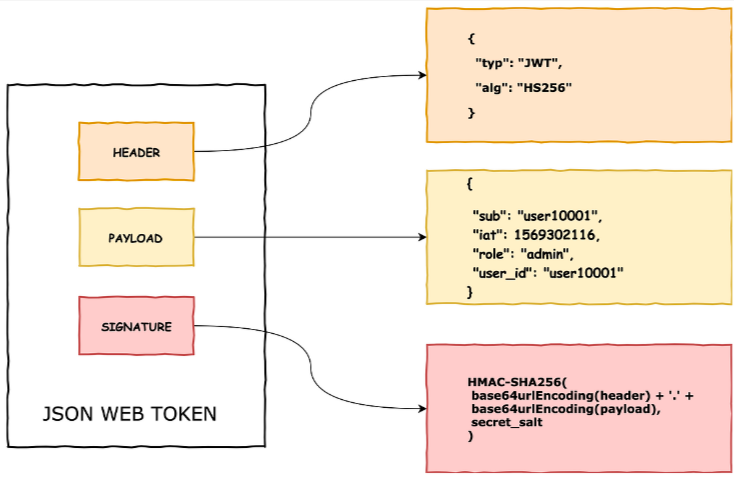 HEADER
PAYLOAD
SIGNATURE
JSON WEB TOKEN
{
"typ": "JWT",
"alg": "HS256"
}
{
"sub": "user10001",
"iat": 1569302116,
"role": "admin",
"user_id": "user10001"
}
HMAC-SHA256(
base64urlEncoding(header) + '.' +
base64urlEncoding(payload),
secret_salt
)